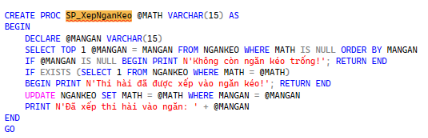 CREATE PROC SP_XepNganKeo @MATH VARCHAR(15) AS
BEGIN
DECLARE @MANGAN VARCHAR(15)
SELECT TOP 1 @MANGAN = MANGAN FROM NGANKEO WHERE MATH IS NULL ORDER BY MANGAN
IF @MANGAN IS NULL BEGIN PRINT N'Không còn ngăn kéo trống!'; RETURN END
IF EXISTS (SELECT 1 FROM NGANKEO WHERE MATH = @MATH)
BEGIN PRINT N'Thi hài đã được xếp vào ngăn kéo!'; RETURN END
UPDATE NGANKEO SET MATH = @MATH WHERE MANGAN = @MANGAN
PRINT N'Đã xếp thi hài vào ngăn: ' + @MANGAN
END
GO